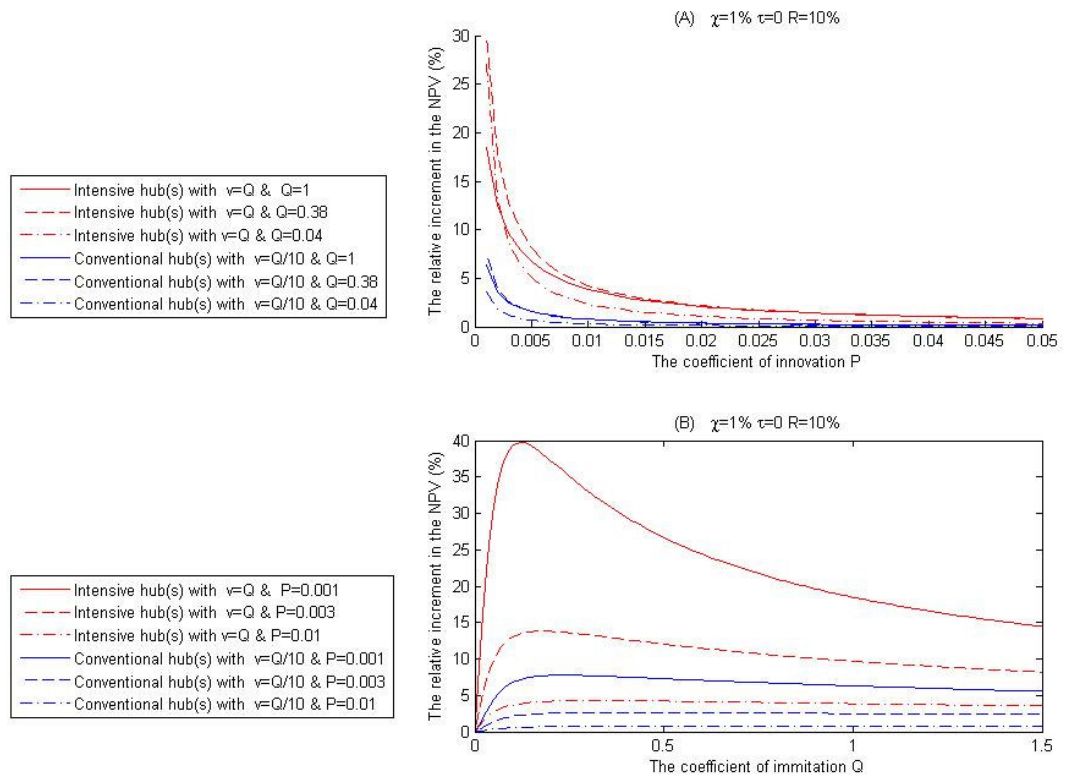 (A) χ=1% τ=0 R=10%
30
25
20
15
10
5
0
The relative increment in the NPV (%)
0 0.005 0.01 0.015 0.02 0.025 0.03 0.035 0.04 0.045 0.05
The coefficient of innovation P
Intensive hub(s) with v=Q & Q=1
Intensive hub(s) with v=Q & Q=0.38
Intensive hub(s) with v=Q & Q=0.04
Conventional hub(s) with v=Q/10 & Q=1
Conventional hub(s) with v=Q/10 & Q=0.38
Conventional hub(s) with v=Q/10 & Q=0.04
(B) χ=1% τ=0 R=10%
40
35
30
25
20
15
10
5
0
The relative increment in the NPV (%)
0 0.5 1 1.5
The coefficient of immitation Q
Intensive hub(s) with v=Q & P=0.001
Intensive hub(s) with v=Q & P=0.003
Intensive hub(s) with v=Q & P=0.01
Conventional hub(s) with v=Q/10 & P=0.001
Conventional hub(s) with v=Q/10 & P=0.003
Conventional hub(s) with v=Q/10 & P=0.01